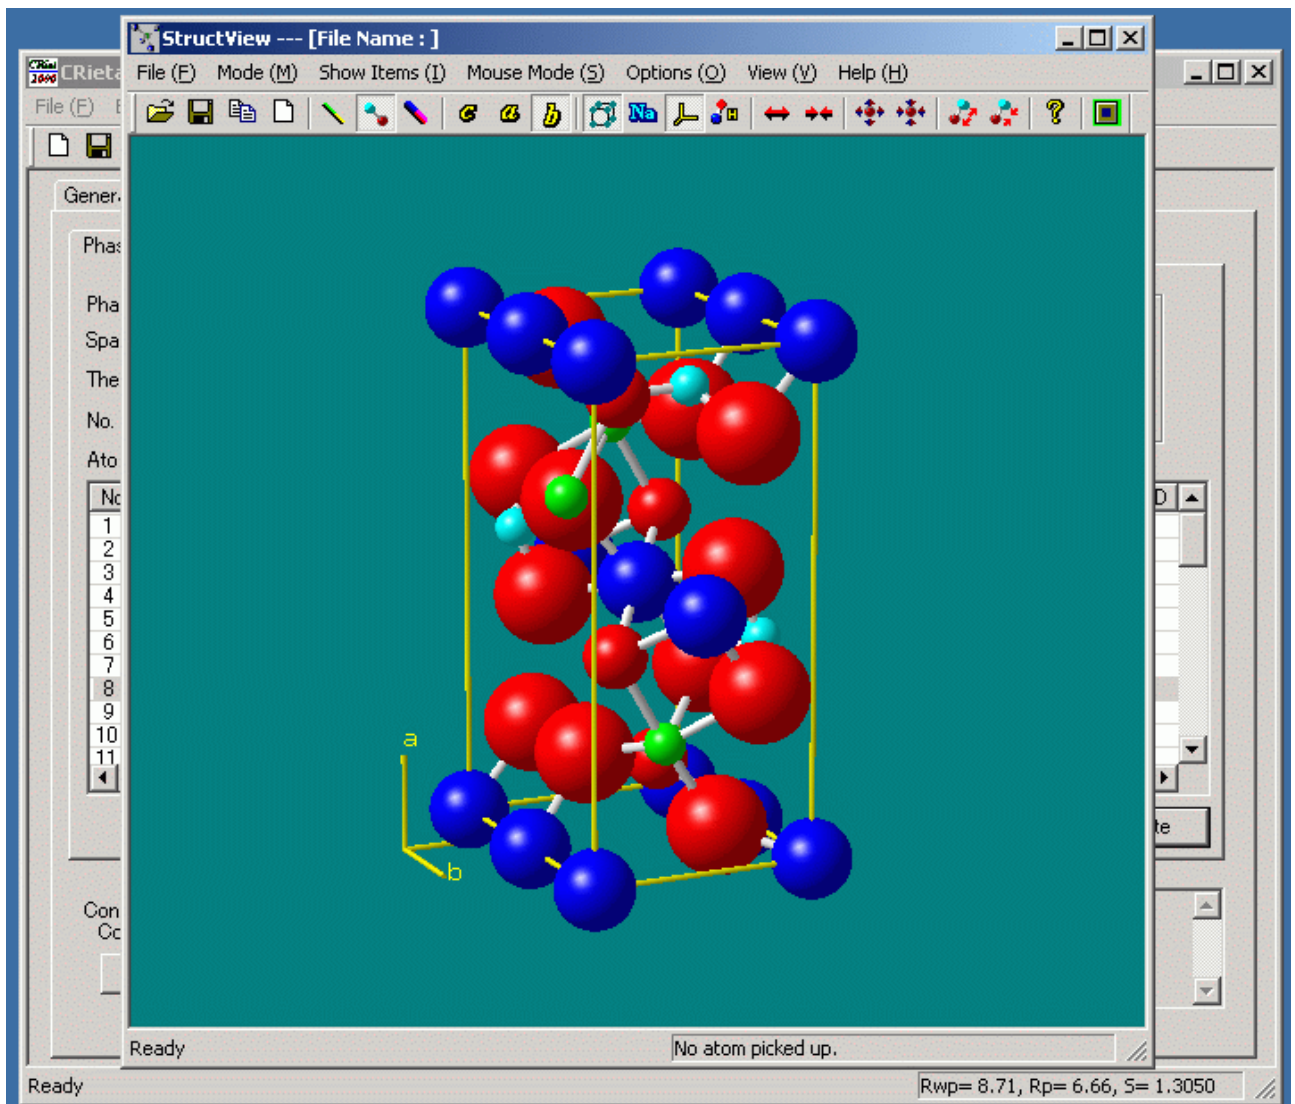 StructView --- [File Name : ]
CRieta
File (F) Mode (M) Show Items (I) Mouse Mode (S) Options (O) View (V) Help (H)
File (F) E
c a b Na H ?
Gener
Phas
Pha
Spa
The
No.
Ato
No D
1
2
3
4
5
6
7
8
9
10
11
a
b
te
Con
Co
Ready No atom picked up.
Ready Rwp= 8.71, Rp= 6.66, S= 1.3050